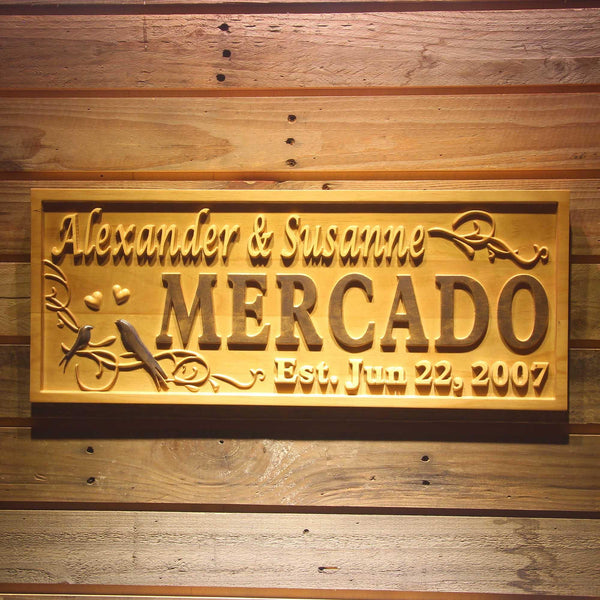 Alexander & Susanne
MERCADO
Est. Jun 22, 2007